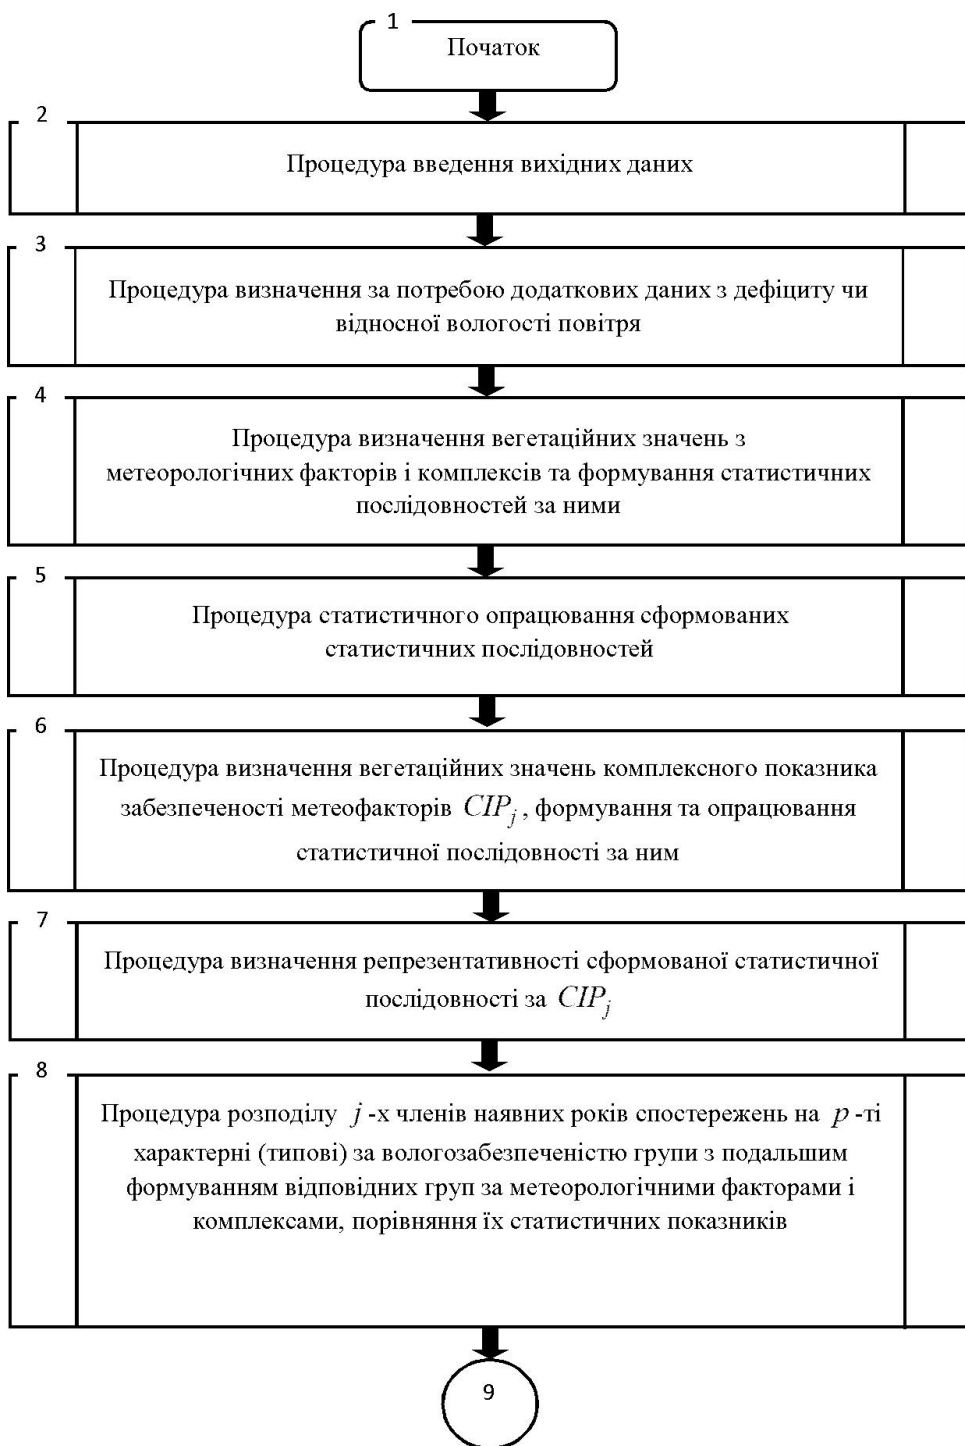 1
Початок
2
Процедура введення вихідних даних
3
Процедура визначення за потребою додаткових даних з дефіциту чи
відносної вологості повітря
4
Процедура визначення вегетаційних значень з
метеорологічних факторів і комплексів та формування статистичних
послідовностей за ними
5
Процедура статистичного опрацювання сформованих
статистичних послідовностей
6
Процедура визначення вегетаційних значень комплексного показника
забезпеченості метеофакторів CIP_j, формування та опрацювання
статистичної послідовності за ним
7
Процедура визначення репрезентативності сформованої статистичної
послідовності за CIP_j
8
Процедура розподілу j -х членів наявних років спостережень на p -ті
характерні (типові) за вологозабезпеченістю групи з подальшим
формуванням відповідних груп за метеорологічними факторами і
комплексами, порівняння їх статистичних показників
9